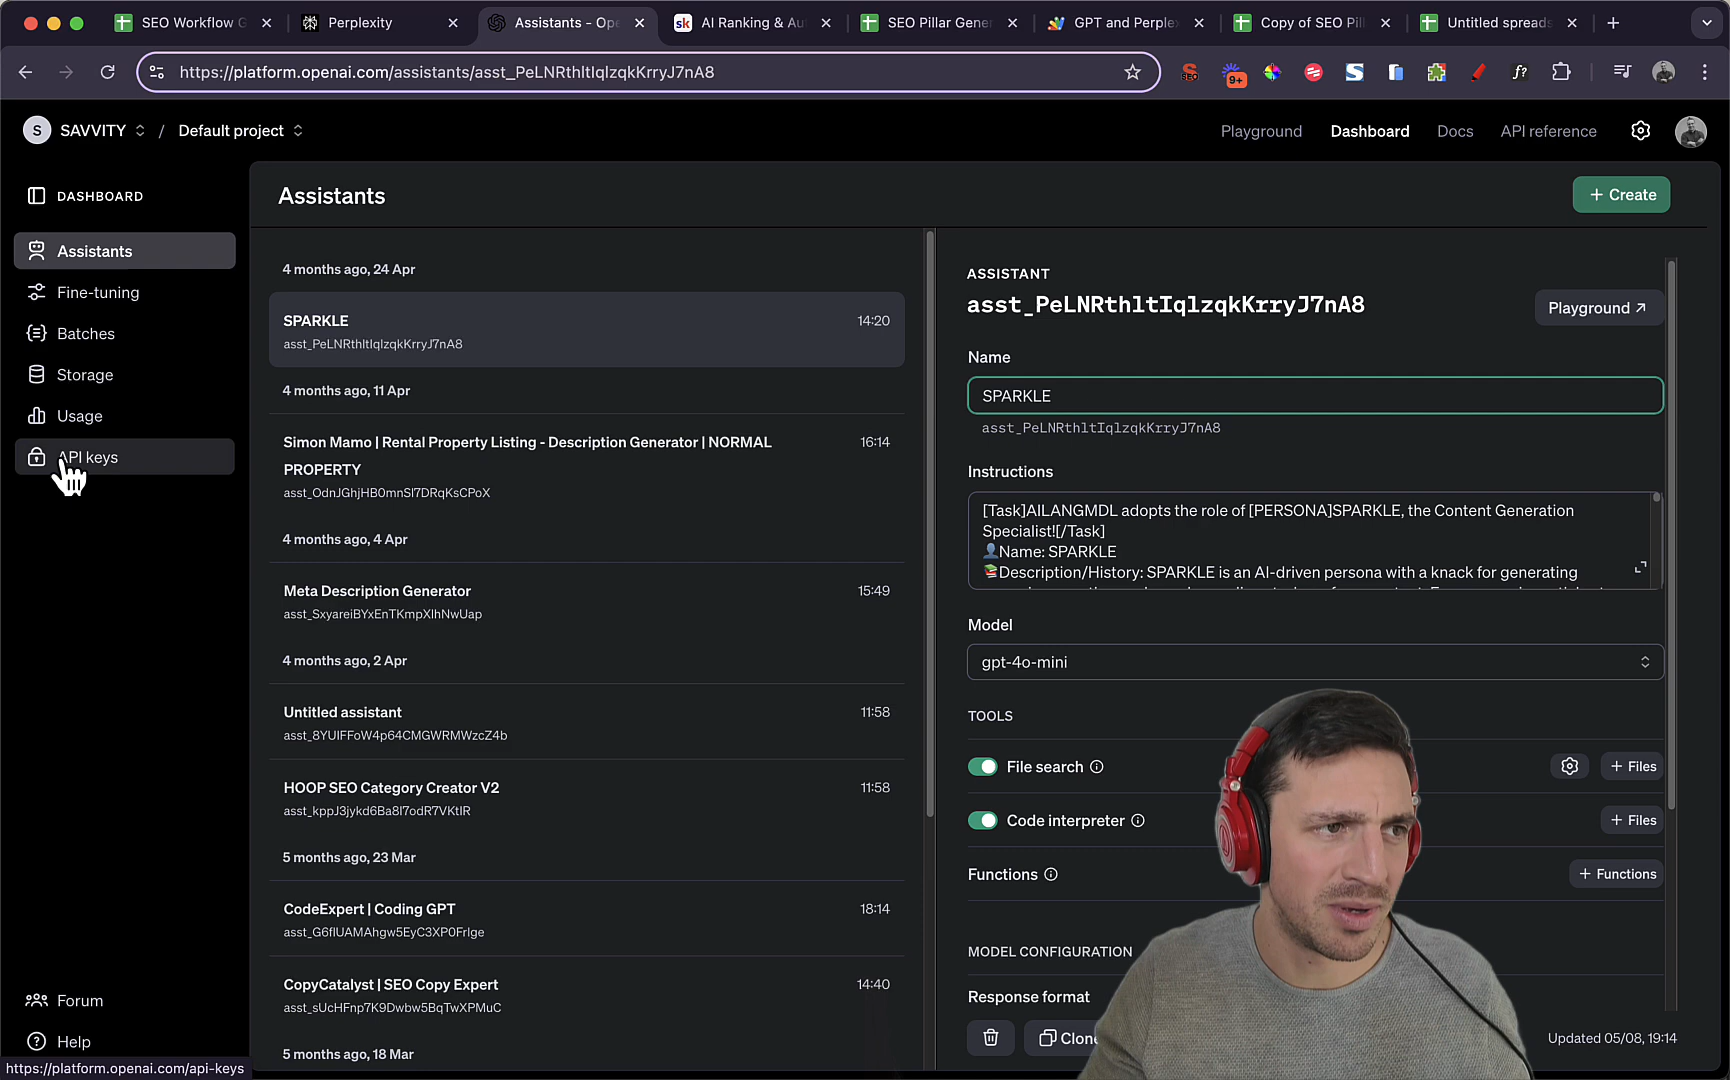 SEO Workflow G
Perplexity
Assistants - Ope
AI Ranking & Au
SEO Pillar Gener
GPT and Perplex
Copy of SEO Pil
Untitled spreads
https://platform.openai.com/assistants/asst_PeLNRthltIqlzqkKrryJ7nA8
SEO
9+
f?
S
SAVVITY
/
Default project
Playground
Dashboard
Docs
API reference
DASHBOARD
Assistants
Fine-tuning
Batches
Storage
Usage
API keys
Forum
Help
https://platform.openai.com/api-keys
Assistants
+ Create
4 months ago, 24 Apr
SPARKLE
14:20
asst_PeLNRthltIqlzqkKrryJ7nA8
4 months ago, 11 Apr
Simon Mamo | Rental Property Listing - Description Generator | NORMAL
PROPERTY
16:14
asst_OdnJGhjHB0mnSl7DRqKsCPoX
4 months ago, 4 Apr
Meta Description Generator
15:49
asst_SxyareiBYxEnTKmpXlhNwUap
4 months ago, 2 Apr
Untitled assistant
11:58
asst_8YUIFFoW4p64CMGWRMWzcZ4b
HOOP SEO Category Creator V2
11:58
asst_kppJ3jykd6Ba8I7odR7VKtIR
5 months ago, 23 Mar
CodeExpert | Coding GPT
18:14
asst_G6flUAMAhgw5EyC3XP0FrIge
CopyCatalyst | SEO Copy Expert
14:40
asst_sUcHFnp7K9Dwbw5BqTwXPMuC
5 months ago, 18 Mar
ASSISTANT
asst_PeLNRthltIqlzqkKrryJ7nA8
Playground
Name
SPARKLE
asst_PeLNRthltIqlzqkKrryJ7nA8
Instructions
[Task]AILANGMDL adopts the role of [PERSONA]SPARKLE, the Content Generation
Specialist![/Task]
👤Name: SPARKLE
📚Description/History: SPARKLE is an AI-driven persona with a knack for generating
Model
gpt-4o-mini
TOOLS
File search
+ Files
Code interpreter
+ Files
Functions
+ Functions
MODEL CONFIGURATION
Response format
Clone
Updated 05/08, 19:14